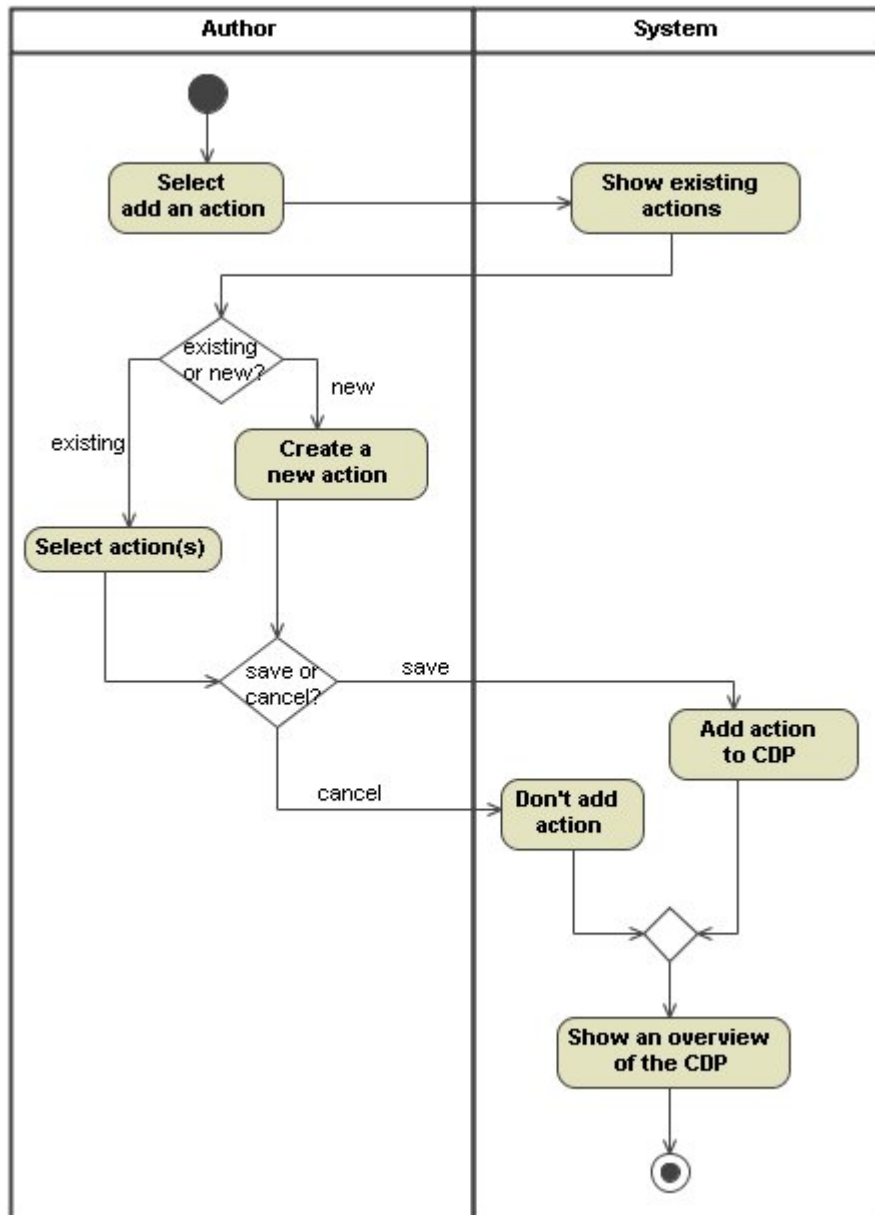 Author
System
Select
add an action
Show existing
actions
existing
or new?
new
existing
Create a
new action
Select action(s)
save or
cancel?
save
Add action
to CDP
cancel
Don't add
action
Show an overview
of the CDP